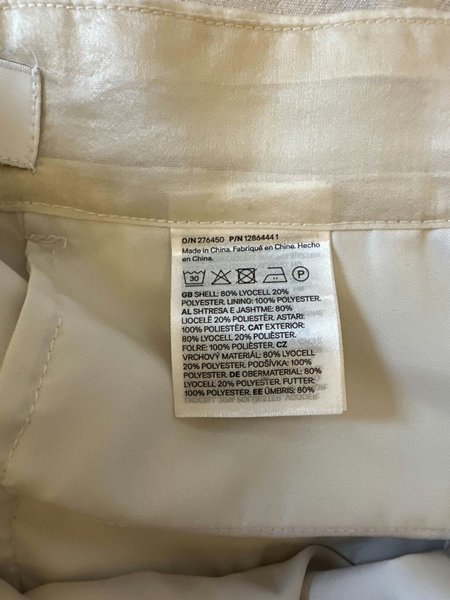 O/N 276450 P/N 12864441
Made in China. Fabriqué en Chine. Hecho
en China.
30 P
GB SHELL: 80% LYOCELL 20%
POLYESTER. LINING: 100% POLYESTER.
AL SHTRESA E JASHTME: 80%
LIOCELË 20% POLIESTËR. ASTARI:
100% POLIESTËR. CAT EXTERIOR:
80% LYOCELL 20% POLIÈSTER.
FOLRE: 100% POLIÈSTER. CZ
VRCHOVÝ MATERIÁL: 80% LYOCELL
20% POLYESTER. PODŠÍVKA: 100%
POLYESTER. DE OBERMATERIAL: 80%
LYOCELL 20% POLYESTER. FUTTER:
100% POLYESTER. EE ÜMBRIS: 80%